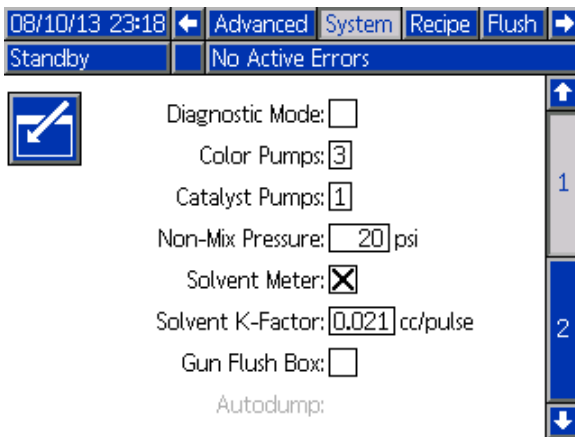 08/10/13 23:18 Advanced System Recipe Flush
Standby No Active Errors
Diagnostic Mode:
Color Pumps: 3
1
Catalyst Pumps: 1
Non-Mix Pressure: 20 psi
Solvent Meter:
Solvent K-Factor: 0.021 cc/pulse
2
Gun Flush Box:
Autodump: